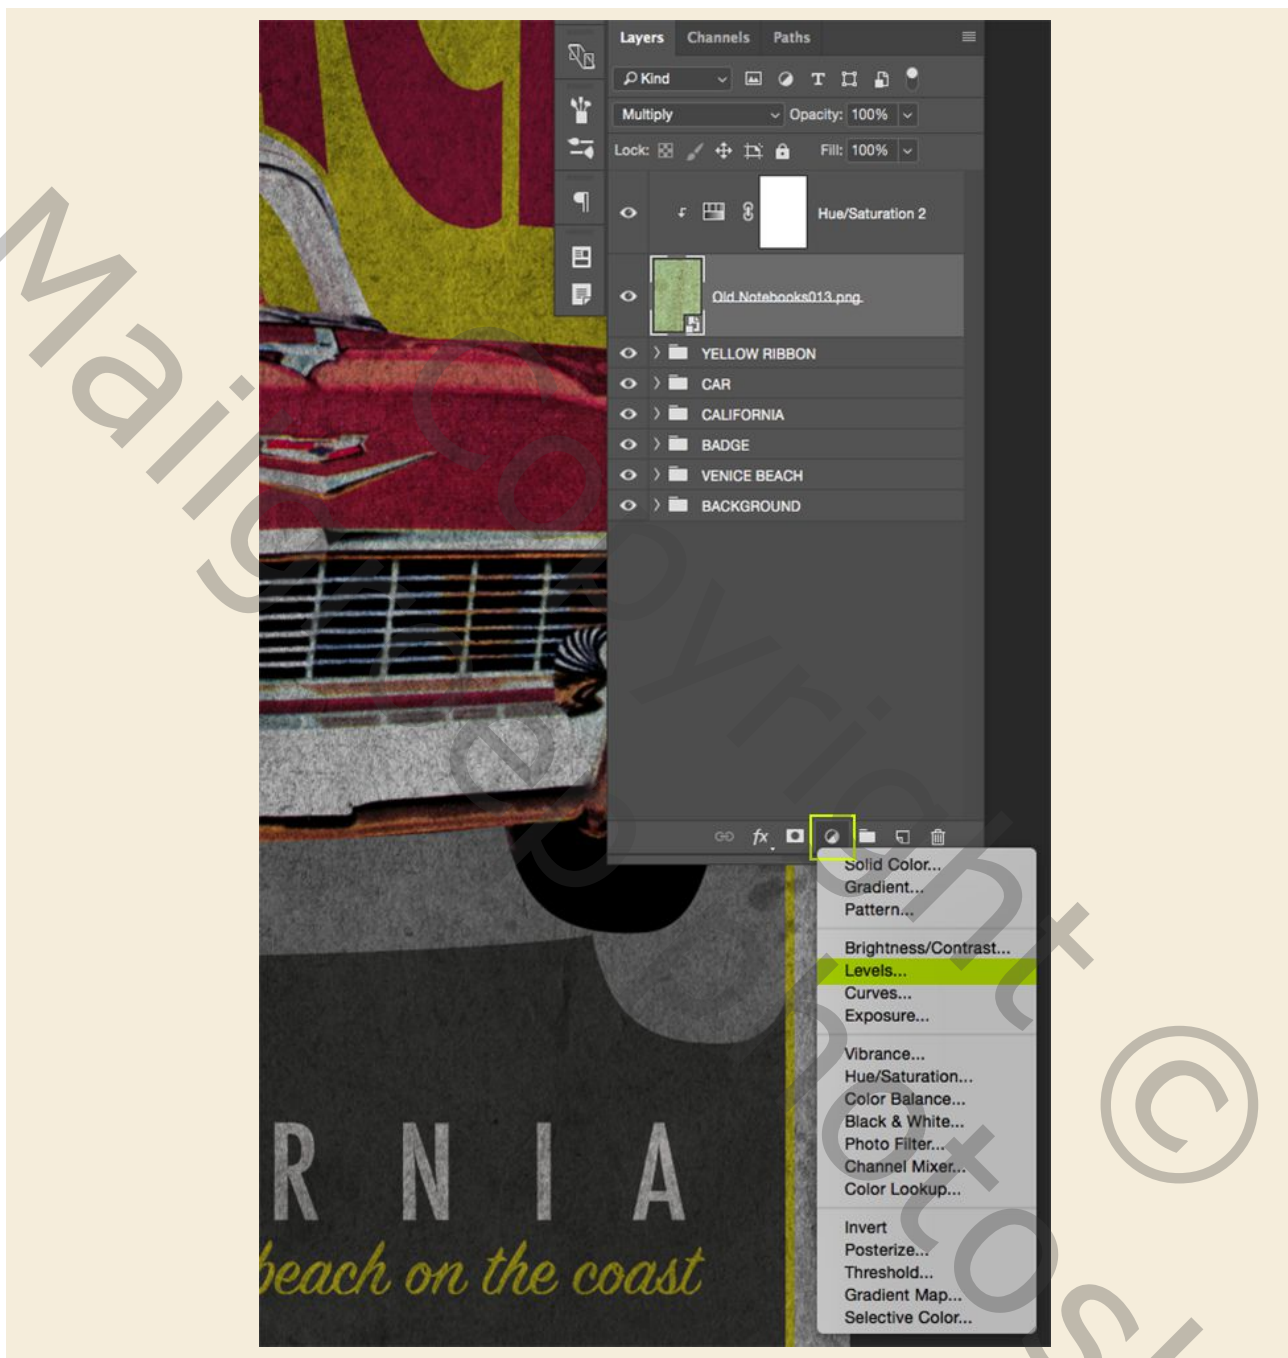 Layers Channels Paths
Kind
Multiply Opacity: 100%
Lock: Fill: 100%
Hue/Saturation 2
Old Notebooks013.png
YELLOW RIBBON
CAR
CALIFORNIA
BADGE
VENICE BEACH
BACKGROUND
fx
Solid Color...
Gradient...
Pattern...
Brightness/Contrast...
Levels...
Curves...
Exposure...
Vibrance...
Hue/Saturation...
Color Balance...
Black & White...
Photo Filter...
Channel Mixer...
Color Lookup...
Invert
Posterize...
Threshold...
Gradient Map...
Selective Color...
RNIA
beach on the coast
Copyright ©